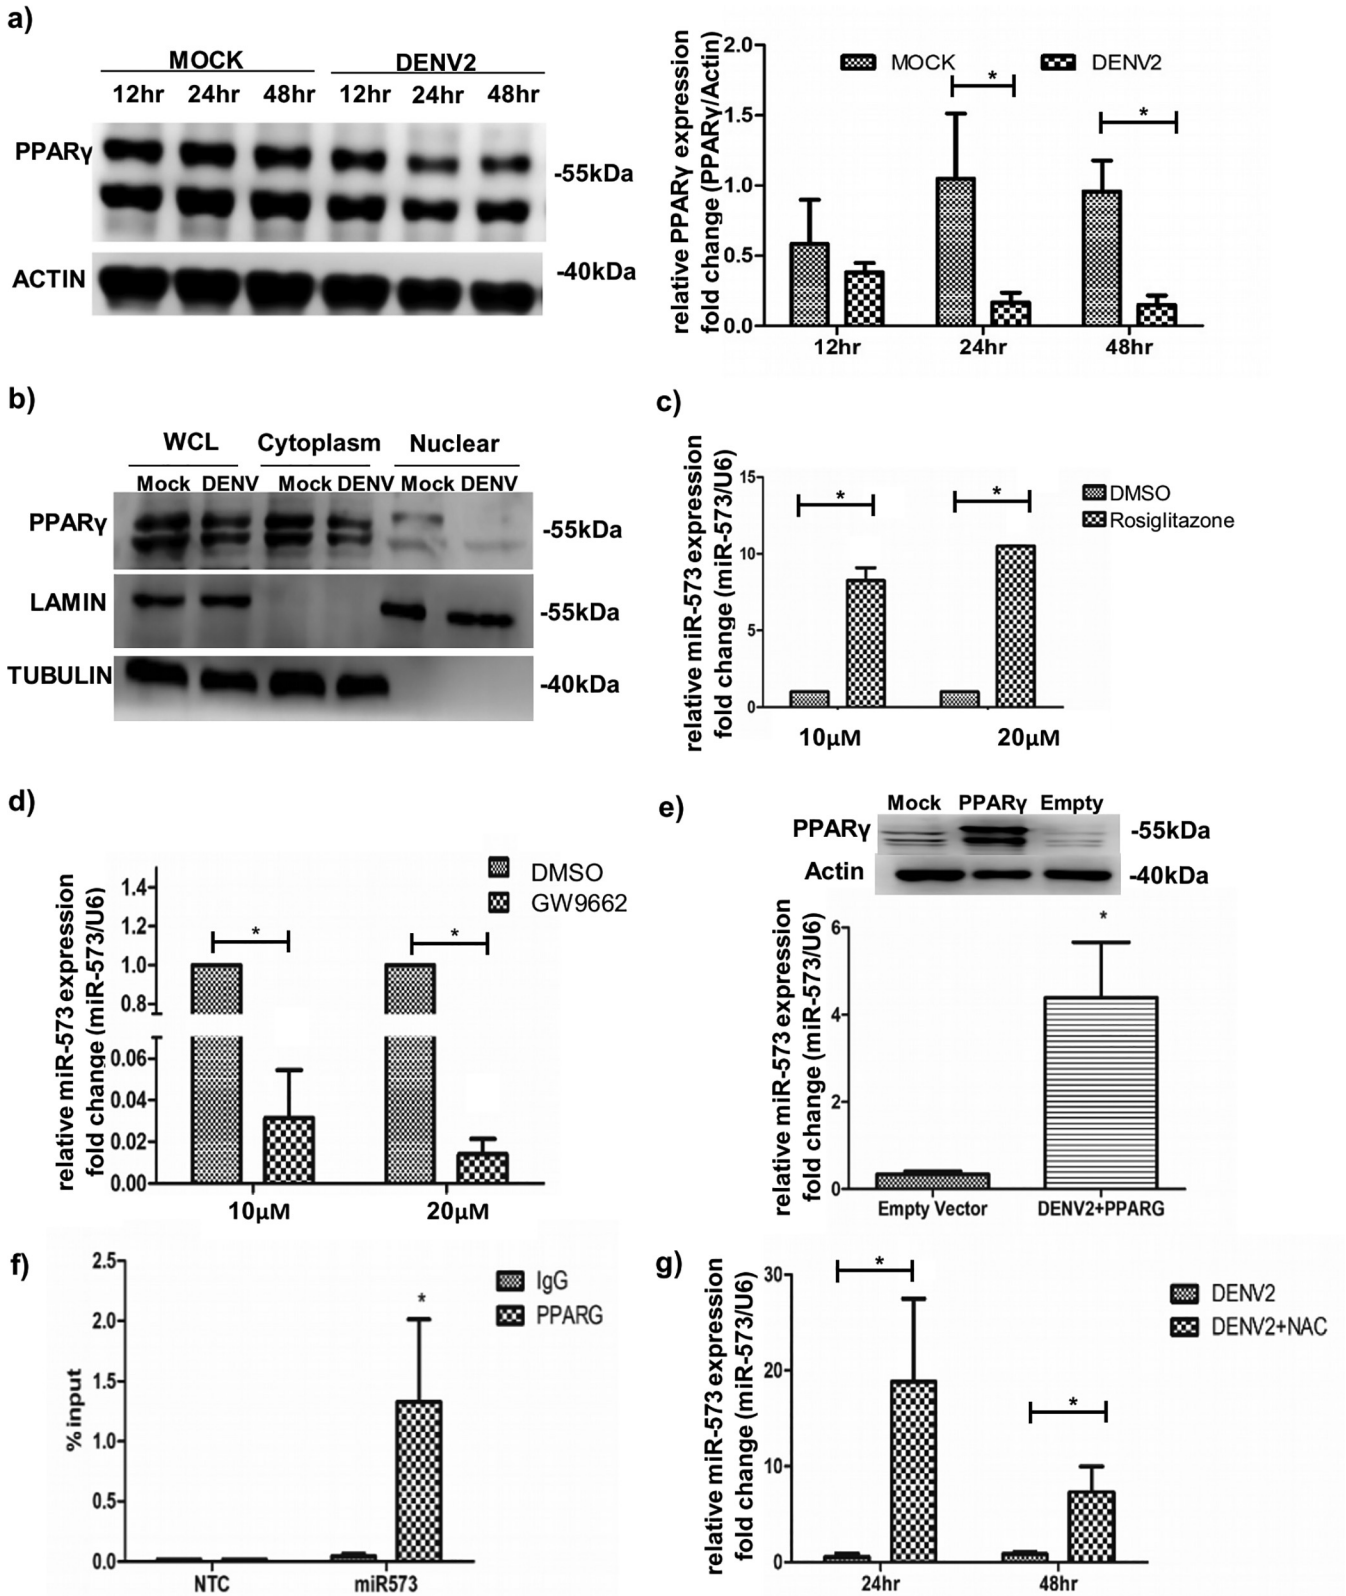 a)
MOCK DENV2
12hr 24hr 48hr 12hr 24hr 48hr
PPARγ
-55kDa
ACTIN
-40kDa
relative PPARγ expression
fold change (PPARγ/Actin)
2.0
1.5
1.0
0.5
0.0
MOCK DENV2
*
*
12hr 24hr 48hr
b)
WCL Cytoplasm Nuclear
Mock DENV Mock DENV Mock DENV
PPARγ
-55kDa
LAMIN
-55kDa
TUBULIN
-40kDa
c)
relative miR-573 expression
fold change (miR-573/U6)
15
10
5
0
* *
DMSO
Rosiglitazone
10µM 20µM
d)
relative miR-573 expression
fold change (miR-573/U6)
1.4
1.2
1.0
0.8
0.06
0.04
0.02
0.00
* *
DMSO
GW9662
10µM 20µM
e)
Mock PPARγ Empty
PPARγ -55kDa
Actin -40kDa
relative miR-573 expression
fold change (miR-573/U6)
6
4
2
0
*
Empty Vector DENV2+PPARG
f)
% input
2.5
2.0
1.5
1.0
0.5
0.0
*
IgG
PPARG
NTC miR573
g)
relative miR-573 expression
fold change (miR-573/U6)
30
20
10
0
*
*
DENV2
DENV2+NAC
24hr 48hr